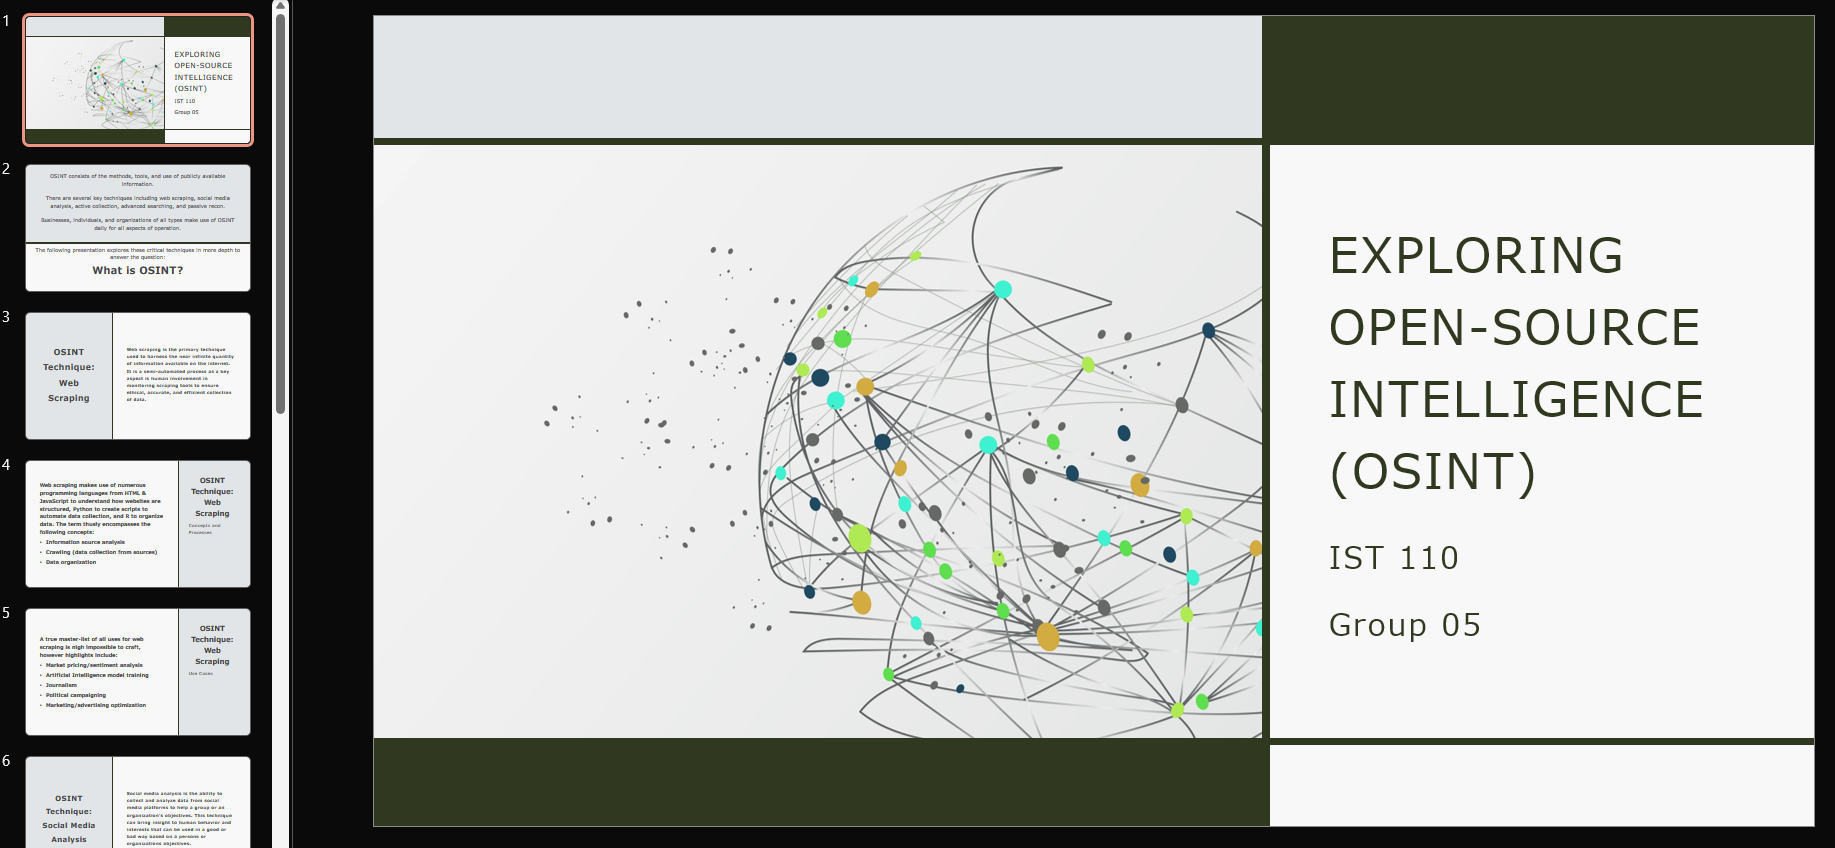 1
EXPLORING
OPEN-SOURCE
INTELLIGENCE
(OSINT)
IST 110
Group 05
2
OSINT consists of the methods, tools, and use of publicly available
information.
There are several key techniques including web scraping, social media
analysis, active collection, advanced searching, and passive recon.
Businesses, individuals, and organizations of all types make use of OSINT
daily for all aspects of operation.
The following presentation explores these critical techniques in more depth to
answer the question:
What is OSINT?
3
OSINT
Technique:
Web
Scraping
Web scraping is the primary technique
used to harness the near infinite quantity
of information available on the internet.
It is a semi-automated process as a key
aspect is human involvement in
monitoring scraping tools to ensure
ethical, accurate, and efficient collection
of data.
4
Web scraping makes use of numerous
programming languages from HTML &
JavaScript to understand how websites are
structured, Python to create scripts to
automate data collection, and R to organize
data. The term thusly encompasses the
following concepts:
• Information source analysis
• Crawling (data collection from sources)
• Data organization
OSINT
Technique:
Web
Scraping
Concepts and
Processes
5
A true master-list of all uses for web
scraping is nigh impossible to craft,
however highlights include:
• Market pricing/sentiment analysis
• Artificial Intelligence model training
• Journalism
• Political campaigning
• Marketing/advertising optimization
OSINT
Technique:
Web
Scraping
Use Cases
6
OSINT
Technique:
Social Media
Analysis
Social media analysis is the ability to
collect and analyze data from social
media platforms to help a group or an
organization's objectives. This technique
can bring insight to human behavior and
interests that can be used in a good or
bad way based on a persons or
organizations objectives.
EXPLORING
OPEN-SOURCE
INTELLIGENCE
(OSINT)
IST 110
Group 05